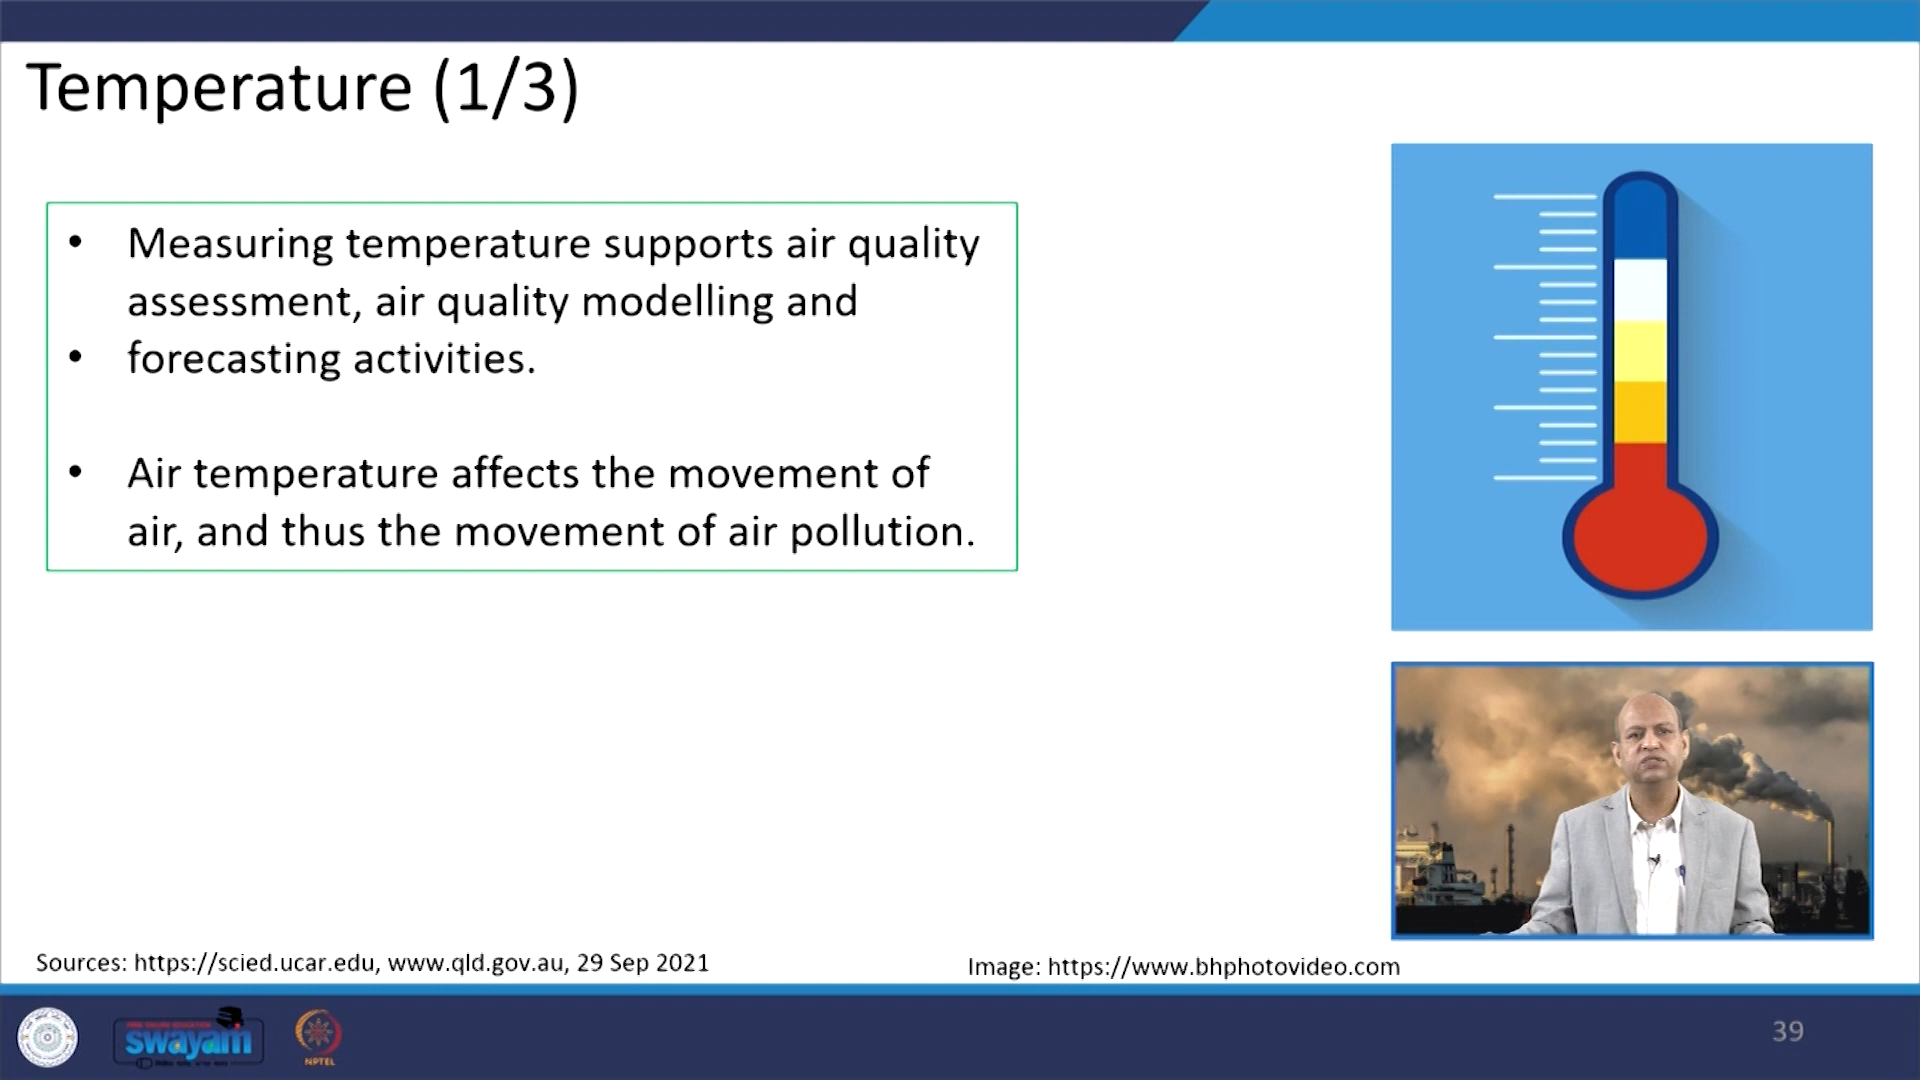 Temperature (1/3)
• Measuring temperature supports air quality
assessment, air quality modelling and
• forecasting activities.
• Air temperature affects the movement of
air, and thus the movement of air pollution.
Sources: https://scied.ucar.edu, www.qld.gov.au, 29 Sep 2021
Image: https://www.bhphotovideo.com
swayam
NPTEL
39